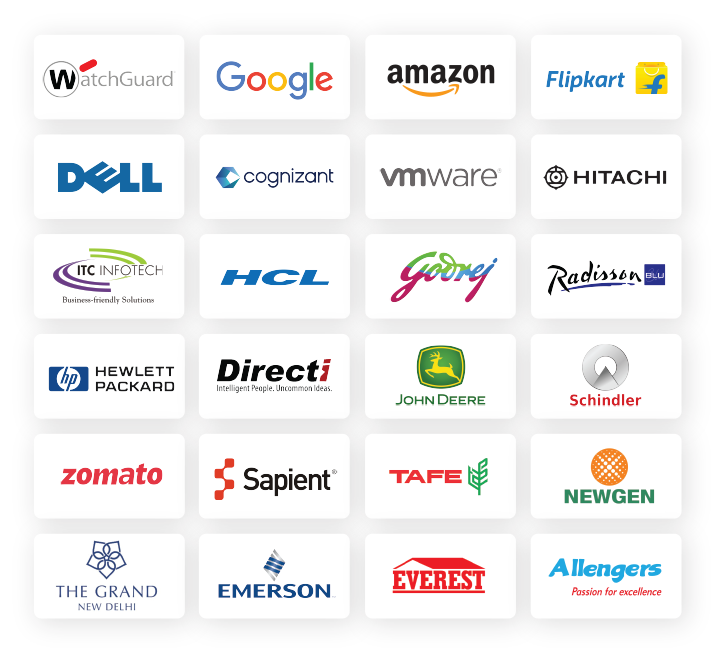 WatchGuard
Google
amazon
Flipkart
DELL
cognizant
vmware®
HITACHI
ITC INFOTECH
Business-friendly Solutions
HCL
Godrej
Radisson BLU
hp HEWLETT
PACKARD
Directi
Intelligent People. Uncommon Ideas.
JOHN DEERE
Schindler
zomato
Sapient®
TAFE
NEWGEN
THE GRAND
NEW DELHI
EMERSON
EVEREST
Allengers
Passion for excellence